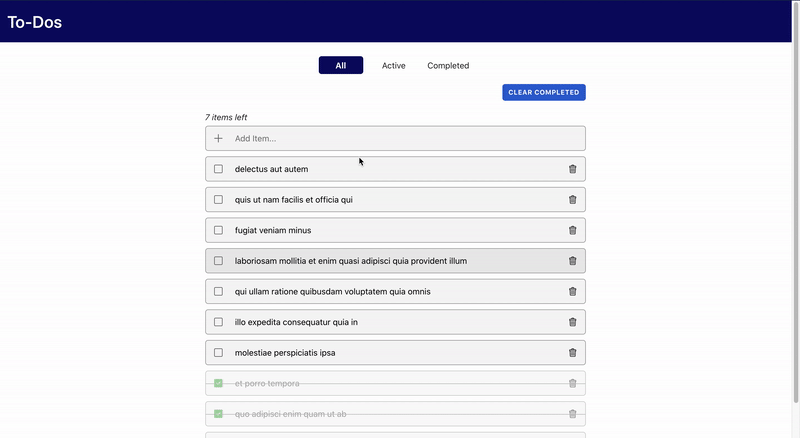 To-Dos
All Active Completed
CLEAR COMPLETED
7 items left
Add Item...
delectus aut autem
quis ut nam facilis et officia qui
fugiat veniam minus
laboriosam mollitia et enim quasi adipisci quia provident illum
qui ullam ratione quibusdam voluptatem quia omnis
illo expedita consequatur quia in
molestiae perspiciatis ipsa
et porro tempora
quo adipisci enim quam ut ab